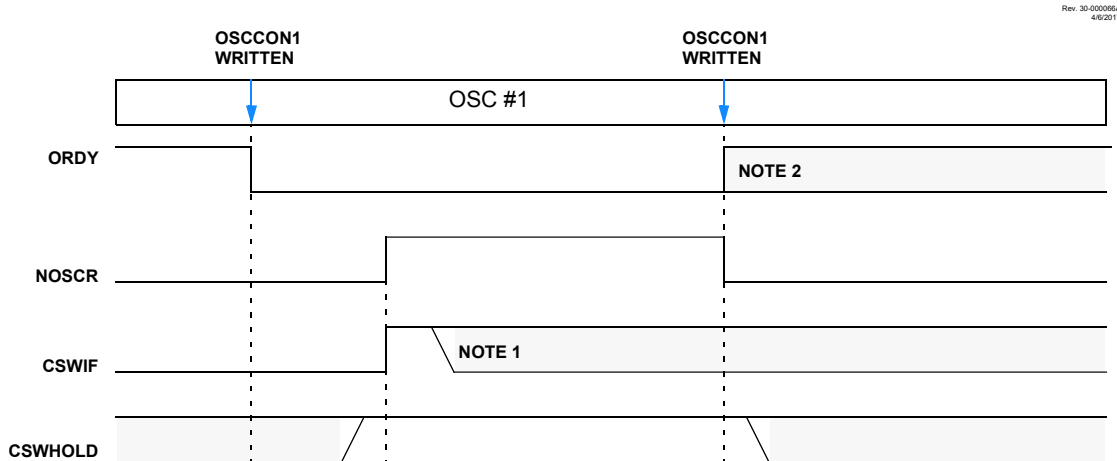 Rev. 30-000066A
4/6/201
OSCCON1
WRITTEN
OSCCON1
WRITTEN
OSC #1
ORDY
NOTE 2
NOSCR
CSWIF
NOTE 1
CSWHOLD